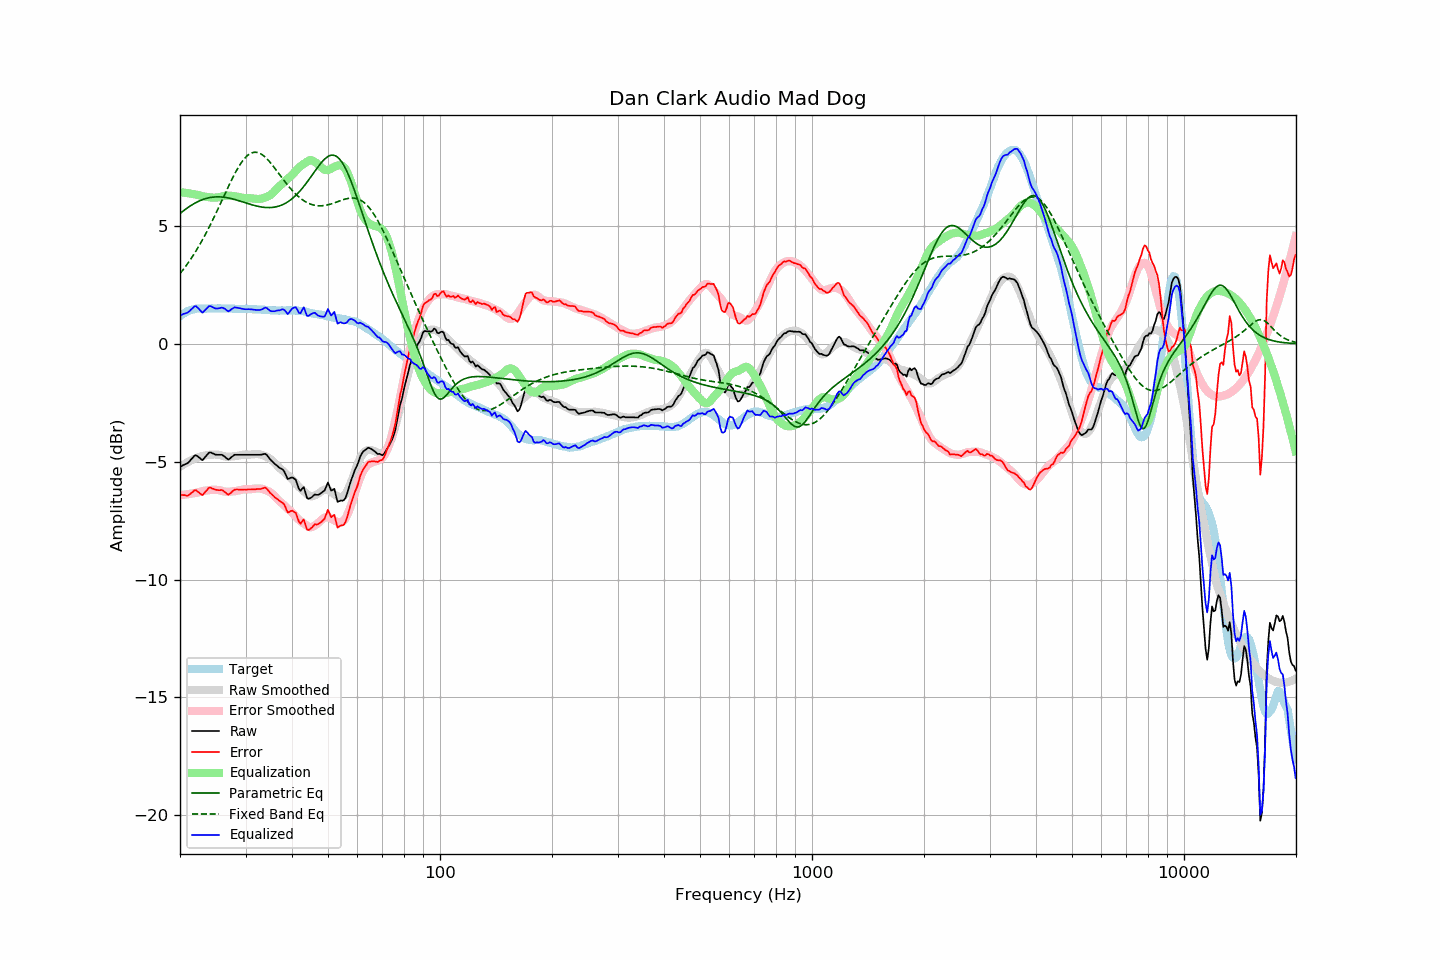 Dan Clark Audio Mad Dog
Amplitude (dBr)
5
0
−5
−10
−15
−20
Target
Raw Smoothed
Error Smoothed
Raw
Error
Equalization
Parametric Eq
Fixed Band Eq
Equalized
100
1000
10000
Frequency (Hz)